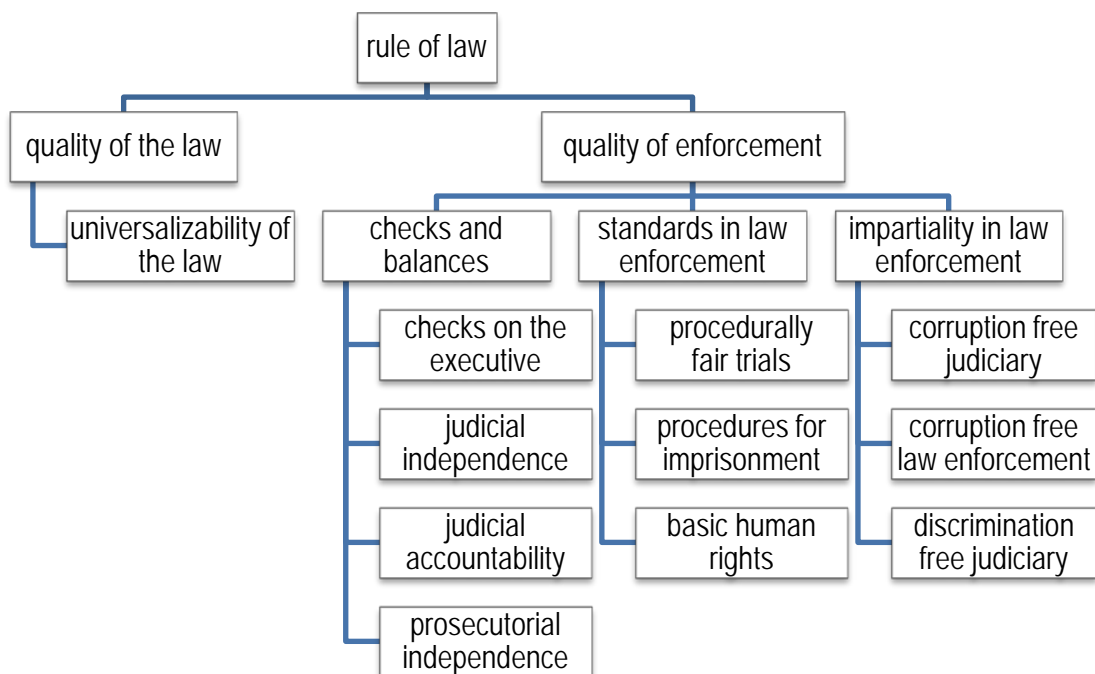 rule of law
quality of the law
quality of enforcement
universalizability of
the law
checks and
balances
standards in law
enforcement
impartiality in law
enforcement
checks on the
executive
procedurally
fair trials
corruption free
judiciary
judicial
independence
procedures for
imprisonment
corruption free
law enforcement
judicial
accountability
basic human
rights
discrimination
free judiciary
prosecutorial
independence